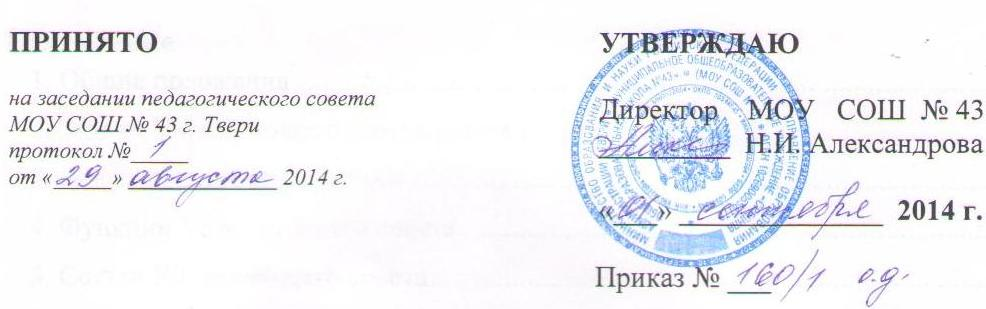 ПРИНЯТО
на заседании педагогического совета
МОУ СОШ № 43 г. Твери
протокол № 1
от « 29 » августа 2014 г.
УТВЕРЖДАЮ
Директор МОУ СОШ № 43
Н.И. Александрова
« 01 » сентября 2014 г.
Приказ № 160/1 о.д.